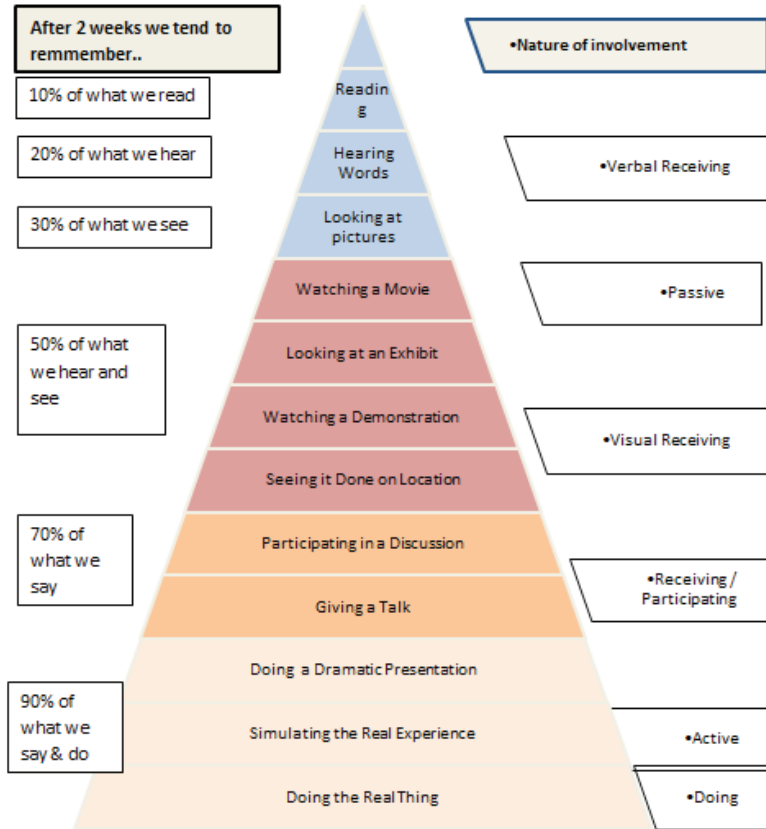 After 2 weeks we tend to
remmember..
•Nature of involvement
10% of what we read
Readin
g
20% of what we hear
Hearing
Words
•Verbal Receiving
30% of what we see
Looking at
pictures
Watching a Movie
•Passive
50% of what
we hear and
see
Looking at an Exhibit
Watching a Demonstration
•Visual Receiving
Seeing it Done on Location
70% of
what we
say
Participating in a Discussion
Giving a Talk
•Receiving /
Participating
Doing a Dramatic Presentation
90% of
what we
say & do
Simulating the Real Experience
•Active
Doing the Real Thing
•Doing